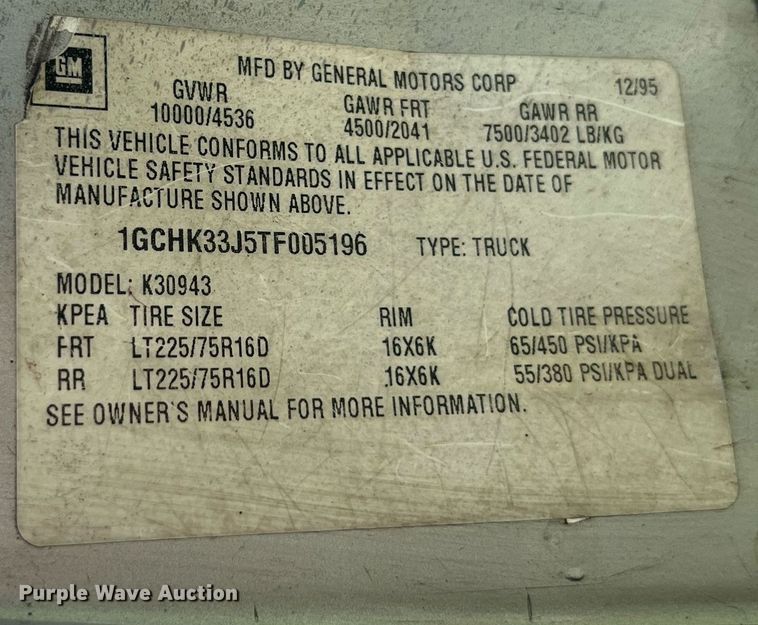 GM
MFD BY GENERAL MOTORS CORP 12/95
GVWR GAWR FRT GAWR RR
10000/4536 4500/2041 7500/3402 LB/KG
THIS VEHICLE CONFORMS TO ALL APPLICABLE U.S. FEDERAL MOTOR
VEHICLE SAFETY STANDARDS IN EFFECT ON THE DATE OF
MANUFACTURE SHOWN ABOVE.
1GCHK33J5TF005196 TYPE: TRUCK
MODEL: K30943
KPEA TIRE SIZE RIM COLD TIRE PRESSURE
FRT LT225/75R16D 16X6K 65/450 PSI/KPA
RR LT225/75R16D 16X6K 55/380 PSI/KPA DUAL
SEE OWNER'S MANUAL FOR MORE INFORMATION.
Purple Wave Auction